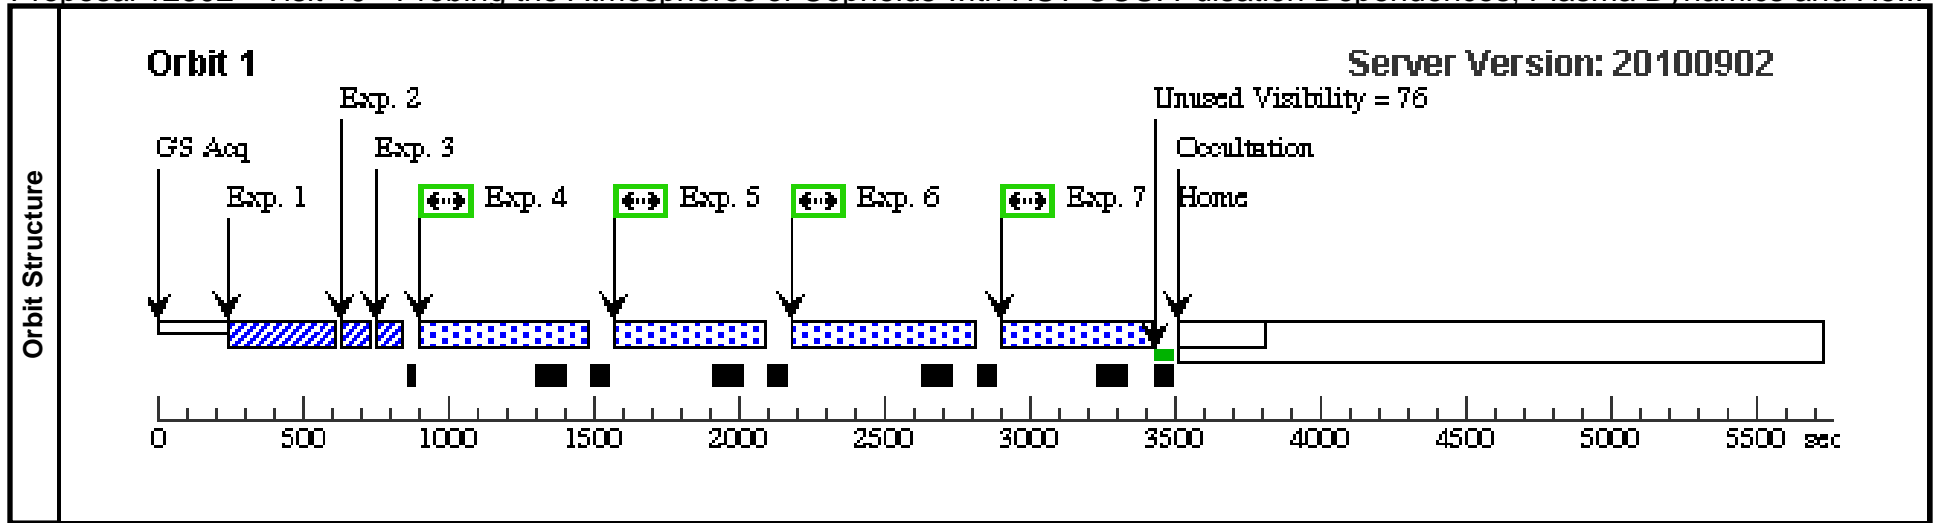 Orbit 1
Server Version: 20100902
Exp. 2
Unused Visibility = 76
GS Acq
Exp. 3
Occultation
Exp. 1
Exp. 4
Exp. 5
Exp. 6
Exp. 7
Home
Orbit Structure
0 500 1000 1500 2000 2500 3000 3500 4000 4500 5000 5500 sec